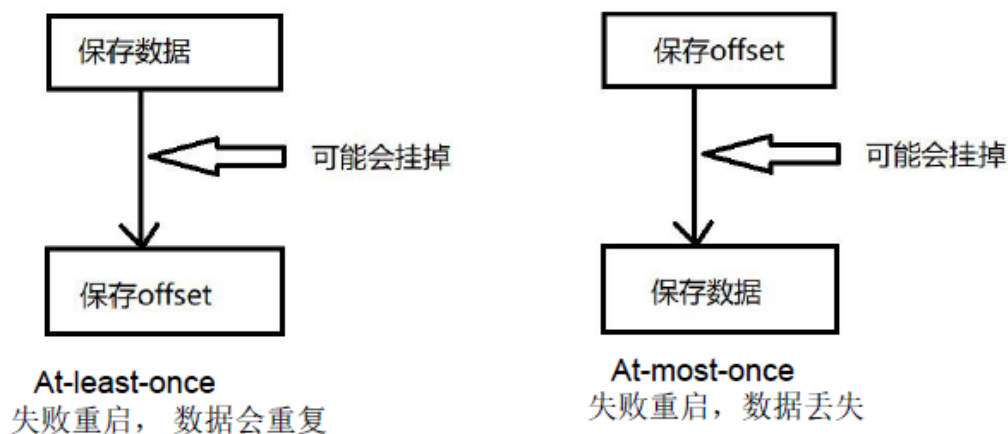 保存数据
可能会挂掉
保存offset
At-least-once
失败重启， 数据会重复
保存offset
可能会挂掉
保存数据
At-most-once
失败重启，数据丢失